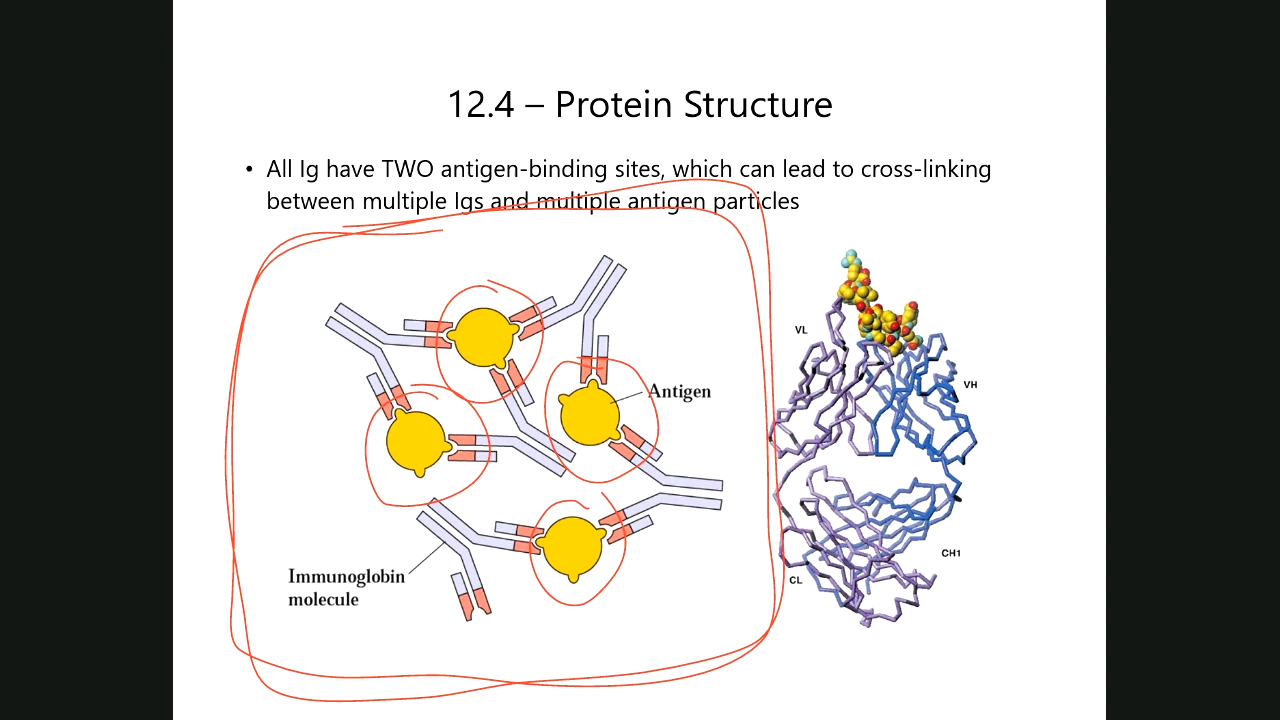 12.4 – Protein Structure
• All Ig have TWO antigen-binding sites, which can lead to cross-linking
between multiple Igs and multiple antigen particles
VL
VH
Antigen
CH1
Immunoglobin
molecule
CL